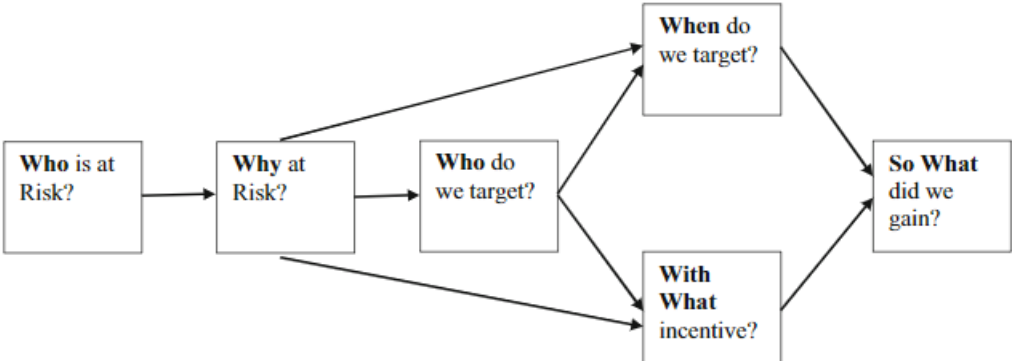 Who is at
Risk?
Why at
Risk?
Who do
we target?
When do
we target?
With
What
incentive?
So What
did we
gain?